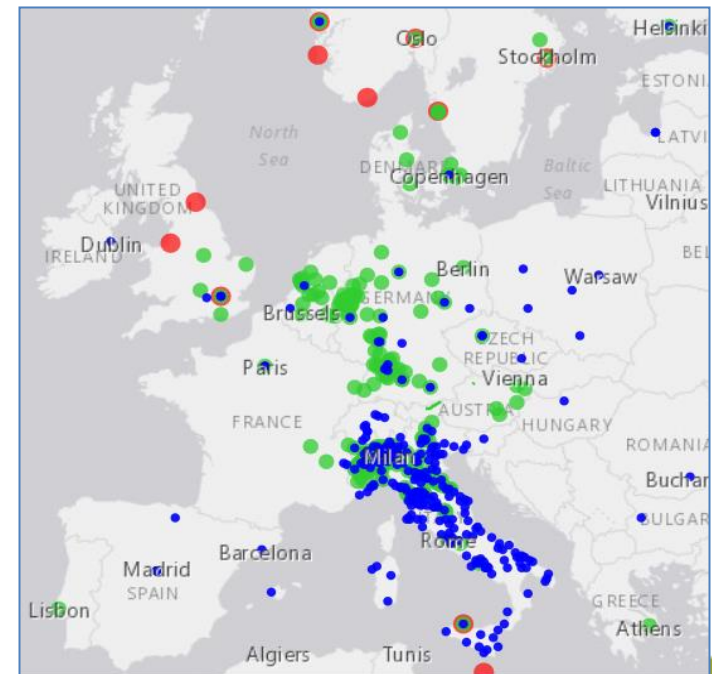 Helsinki
Oslo
Stockholm
ESTONI
North
Sea
LATVI
DENMARK
Copenhagen
Baltic
Sea
LITHUANIA
Vilnius
UNITED
KINGDOM
Dublin
IRELAND
BEL
Berlin
Warsaw
GERMANY
Brussels
CZECH
REPUBLIC
Paris
Vienna
AUSTRIA
FRANCE
HUNGARY
ROMANIA
Milan
Buchar
BULGAR
Rome
Barcelona
Madrid
SPAIN
Lisbon
GREECE
Athens
Algiers
Tunis